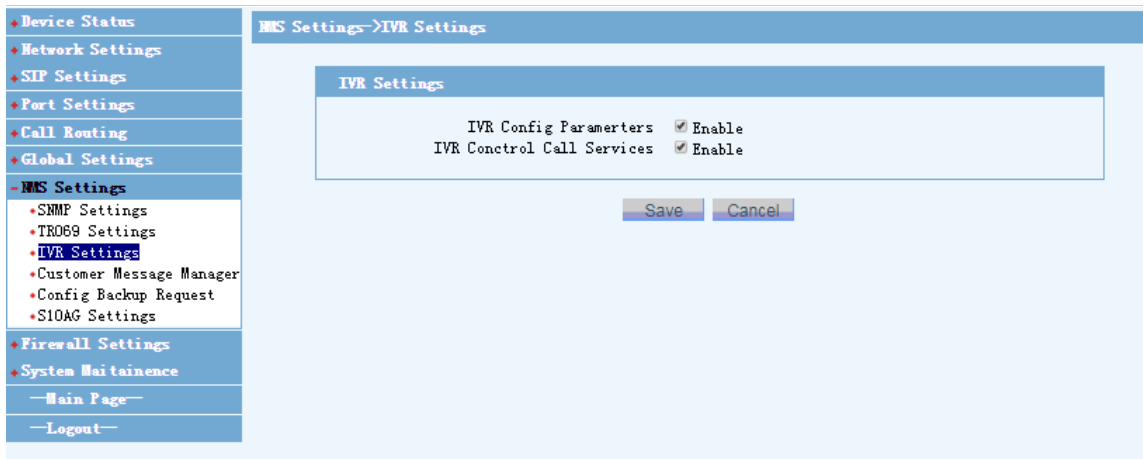 Device Status
Network Settings
SIP Settings
Port Settings
Call Routing
Global Settings
NMS Settings
SNMP Settings
TR069 Settings
IVR Settings
Customer Message Manager
Config Backup Request
S10AG Settings
Firewall Settings
System Maitainence
—Main Page—
—Logout—
NMS Settings->IVR Settings
IVR Settings
IVR Config Paramerters Enable
IVR Conctrol Call Services Enable
Save Cancel